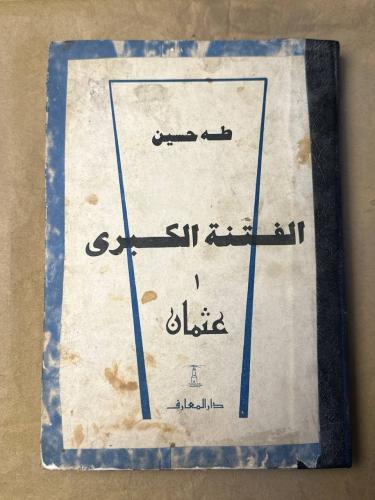 طه حسين
الفتنة الكبرى
١
عثمان
دار المعارف